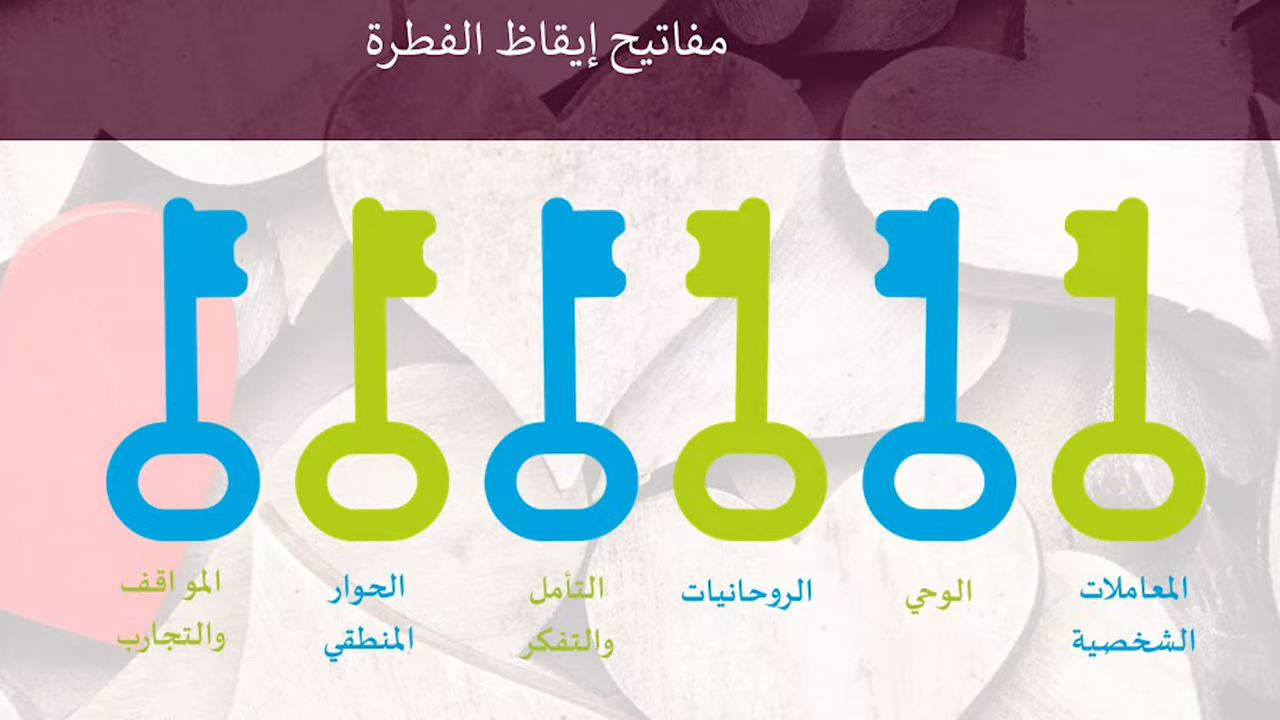 مفاتيح إيقاظ الفطرة
المعاملات
الشخصية
الوحي
الروحانيات
التأمل
والتفكر
الحوار
المنطقي
المواقف
والتجارب